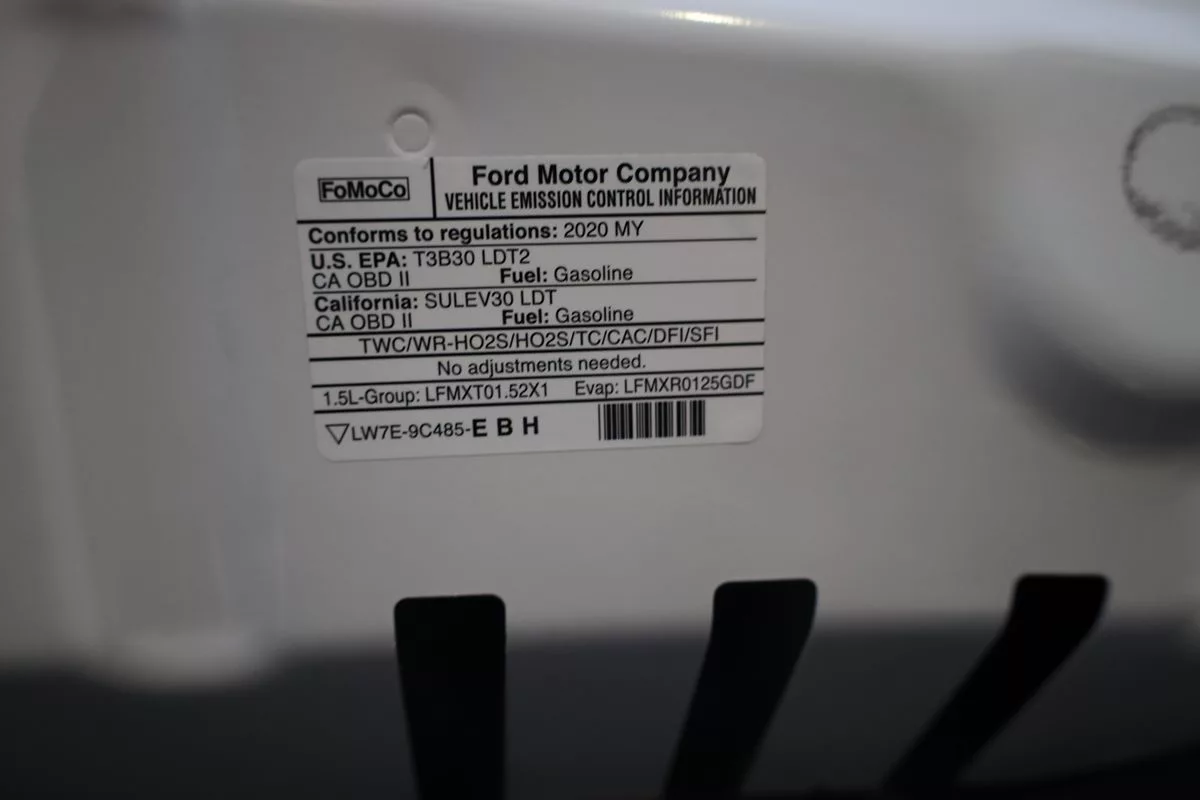 FoMoCo
Ford Motor Company
VEHICLE EMISSION CONTROL INFORMATION
Conforms to regulations: 2020 MY
U.S. EPA: T3B30 LDT2
CA OBD II Fuel: Gasoline
California: SULEV30 LDT
CA OBD II Fuel: Gasoline
TWC/WR-HO2S/HO2S/TC/CAC/DFI/SFI
No adjustments needed.
1.5L-Group: LFMXT01.52X1 Evap: LFMXR0125GDF
LW7E-9C485-E B H